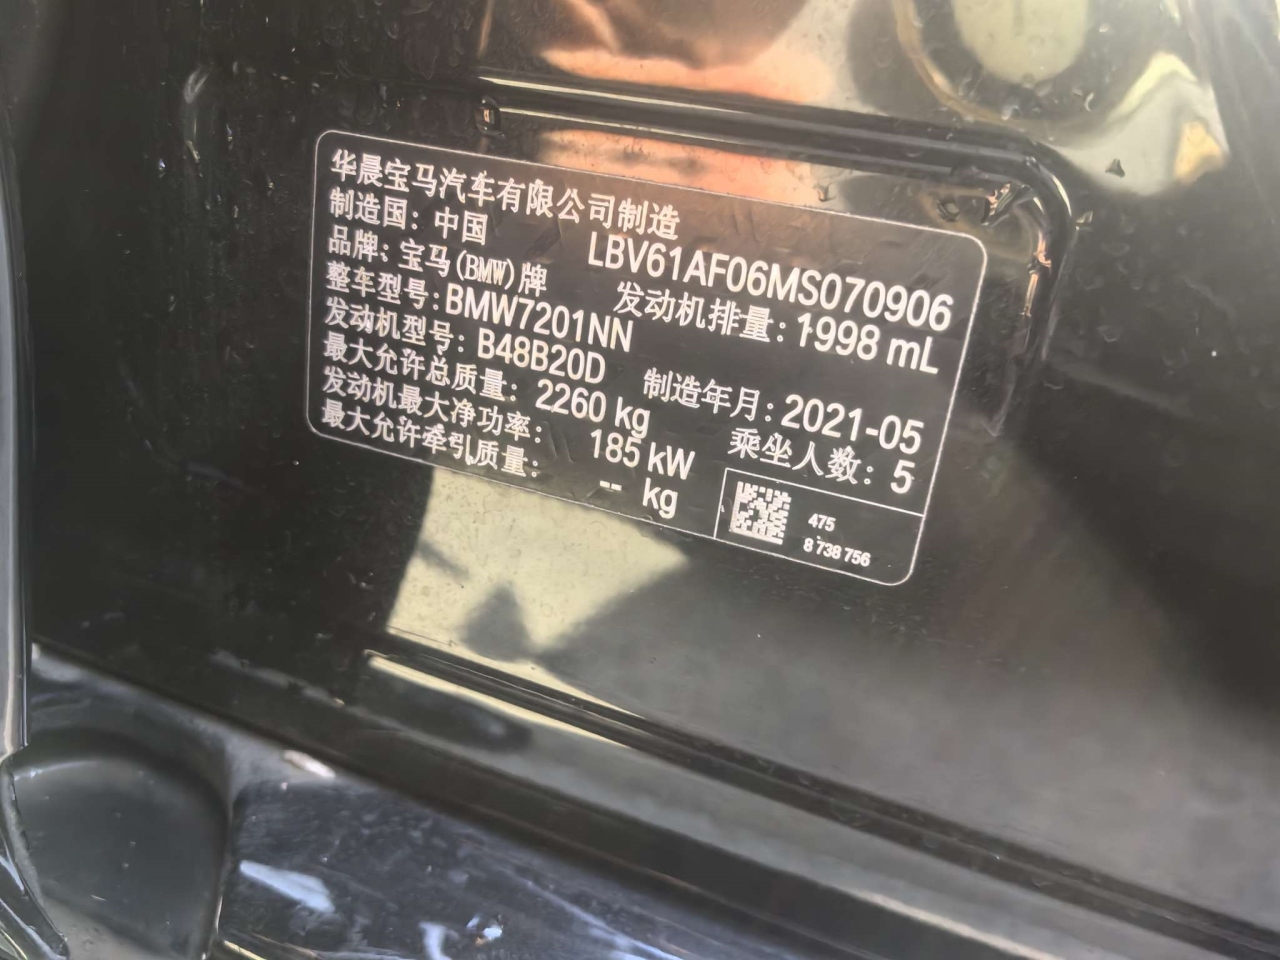 华晨宝马汽车有限公司制造
制造国：中国 LBV61AF06MS070906
品牌：宝马(BMW)牌 发动机排量：1998 mL
整车型号：BMW7201NN
发动机型号：B48B20D 制造年月：2021-05
最大允许总质量：2260 kg 乘坐人数：5
发动机最大净功率： 185 kW
最大允许牵引质量： -- kg
475
8 738 756